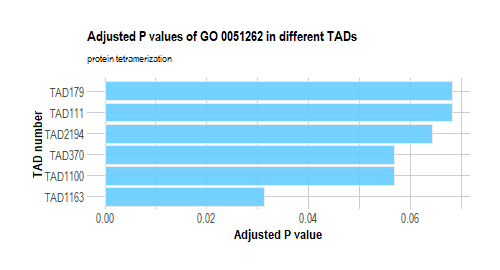 Adjusted P values of GO 0051262 in different TADs
protein tetramerization
TAD number
TAD179
TAD111
TAD2194
TAD370
TAD1100
TAD1163
0.00 0.02 0.04 0.06
Adjusted P value